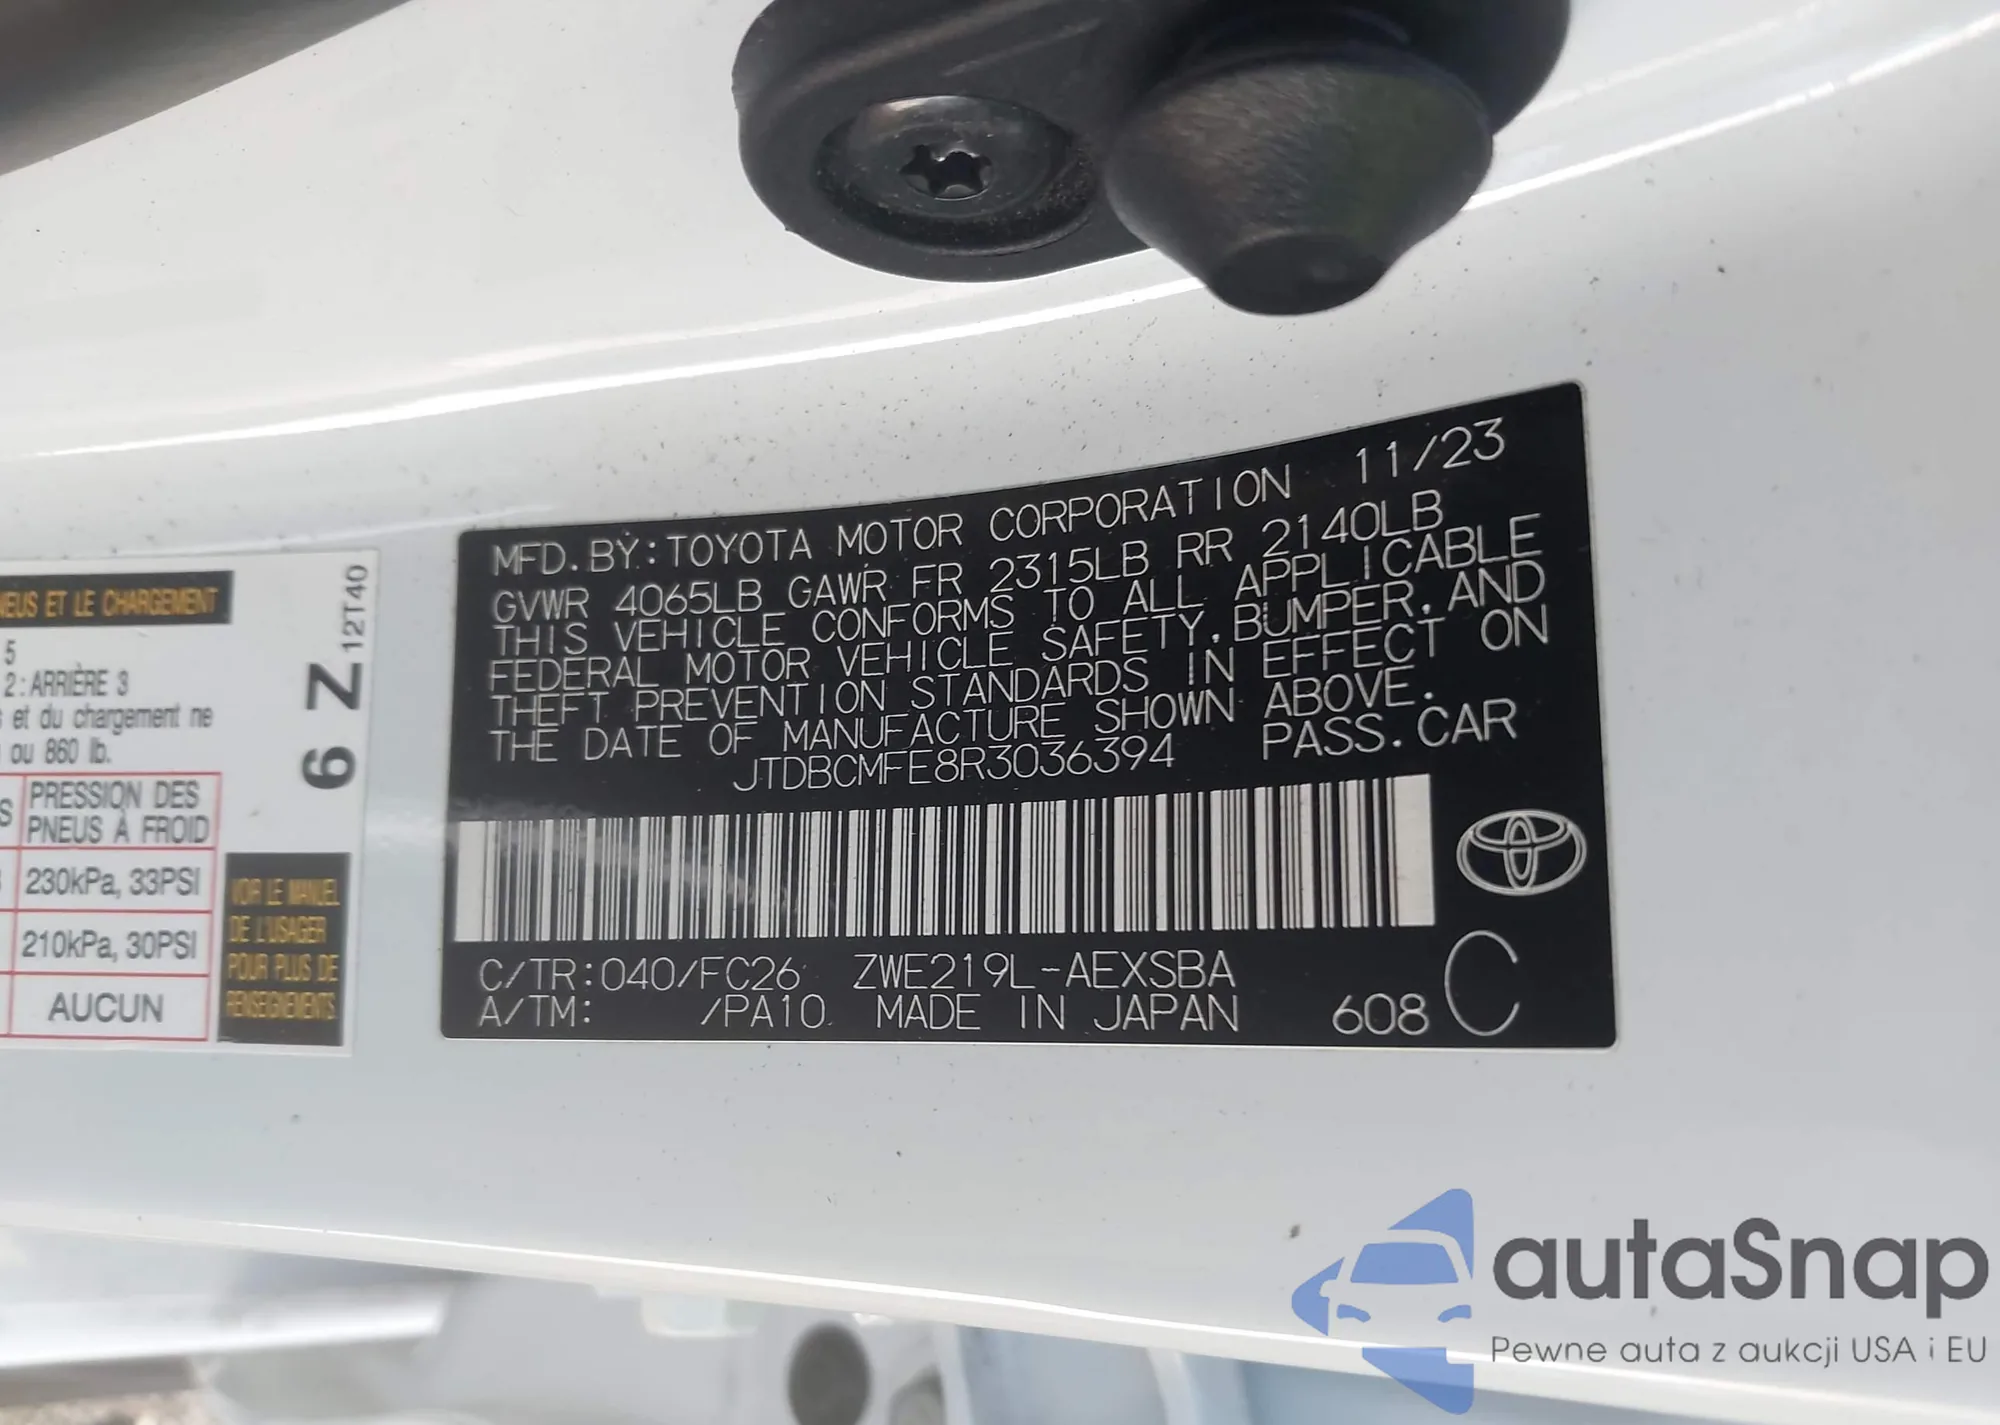 NEUS ET LE CHARGEMENT
5
2 : ARRIÈRE 3
et du chargement ne
ou 860 lb.
PRESSION DES
PNEUS À FROID
230kPa, 33PSI
210kPa, 30PSI
AUCUN
6 Z 12T40
VOIR LE MANUEL
DE L'USAGER
POUR PLUS DE
RENSEIGNEMENTS
MFD. BY: TOYOTA MOTOR CORPORATION 11/23
GVWR 4065LB GAWR FR 2315LB RR 2140LB
THIS VEHICLE CONFORMS TO ALL APPLICABLE
FEDERAL MOTOR VEHICLE SAFETY, BUMPER, AND
THEFT PREVENTION STANDARDS IN EFFECT ON
THE DATE OF MANUFACTURE SHOWN ABOVE.
JTDBCMFE8R3036394 PASS. CAR
C/TR: 040/FC26 ZWE219L-AEXSBA
A/TM: /PA10 MADE IN JAPAN 608 C
autaSnap
Pewne auta z aukcji USA i EU